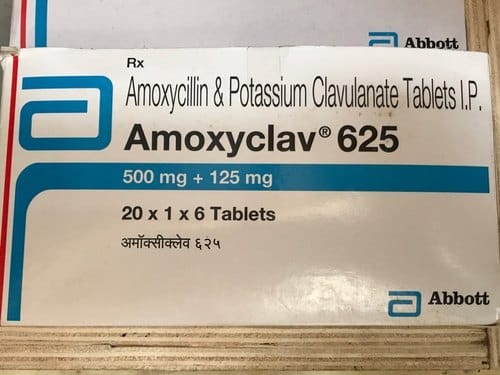 Abbott
Rx
Amoxycillin & Potassium Clavulanate Tablets I.P.
Amoxyclav® 625
500 mg + 125 mg
20 x 1 x 6 Tablets
अमॉक्सीक्लेव ६२५
Abbott